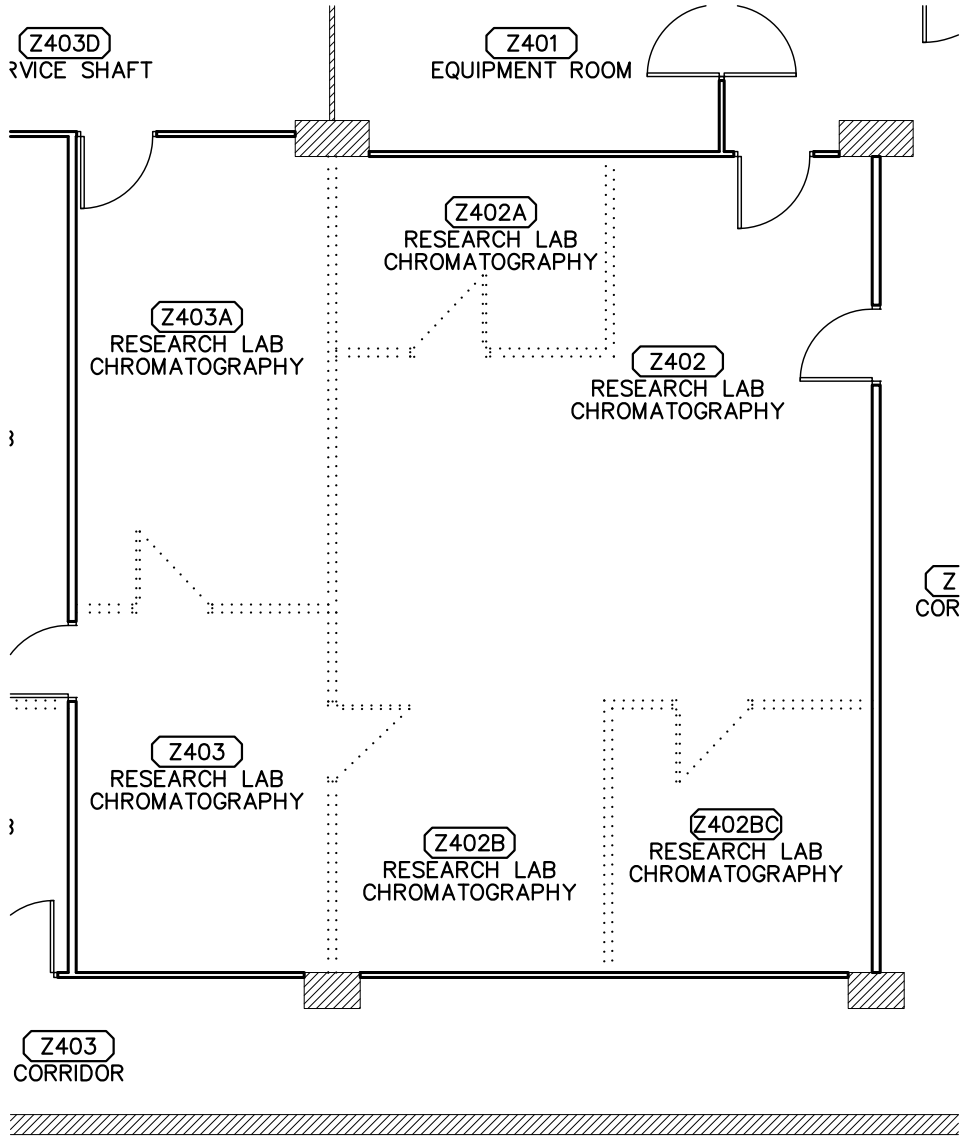 Z403D
RVICE SHAFT
Z401
EQUIPMENT ROOM
Z402A
RESEARCH LAB
CHROMATOGRAPHY
Z403A
RESEARCH LAB
CHROMATOGRAPHY
Z402
RESEARCH LAB
CHROMATOGRAPHY
Z
COR
Z403
RESEARCH LAB
CHROMATOGRAPHY
Z402B
RESEARCH LAB
CHROMATOGRAPHY
Z402BC
RESEARCH LAB
CHROMATOGRAPHY
Z403
CORRIDOR